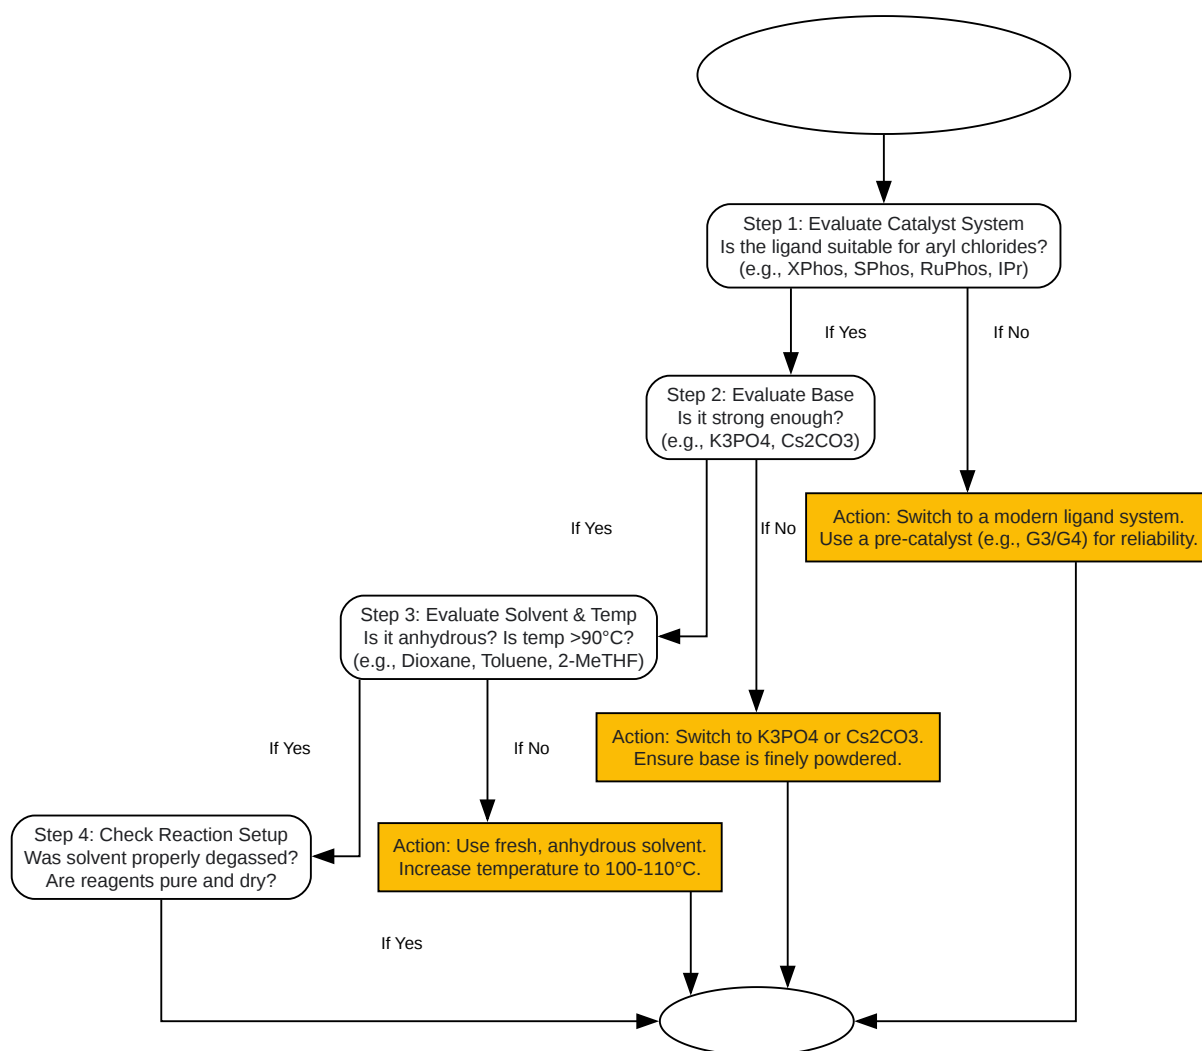 Step 1: Evaluate Catalyst System
Is the ligand suitable for aryl chlorides?
(e.g., XPhos, SPhos, RuPhos, IPr)
If Yes
If No
Step 2: Evaluate Base
Is it strong enough?
(e.g., K3PO4, Cs2CO3)
If Yes
If No
Action: Switch to a modern ligand system.
Use a pre-catalyst (e.g., G3/G4) for reliability.
Step 3: Evaluate Solvent & Temp
Is it anhydrous? Is temp >90°C?
(e.g., Dioxane, Toluene, 2-MeTHF)
If Yes
If No
Action: Switch to K3PO4 or Cs2CO3.
Ensure base is finely powdered.
Step 4: Check Reaction Setup
Was solvent properly degassed?
Are reagents pure and dry?
Action: Use fresh, anhydrous solvent.
Increase temperature to 100-110°C.
If Yes